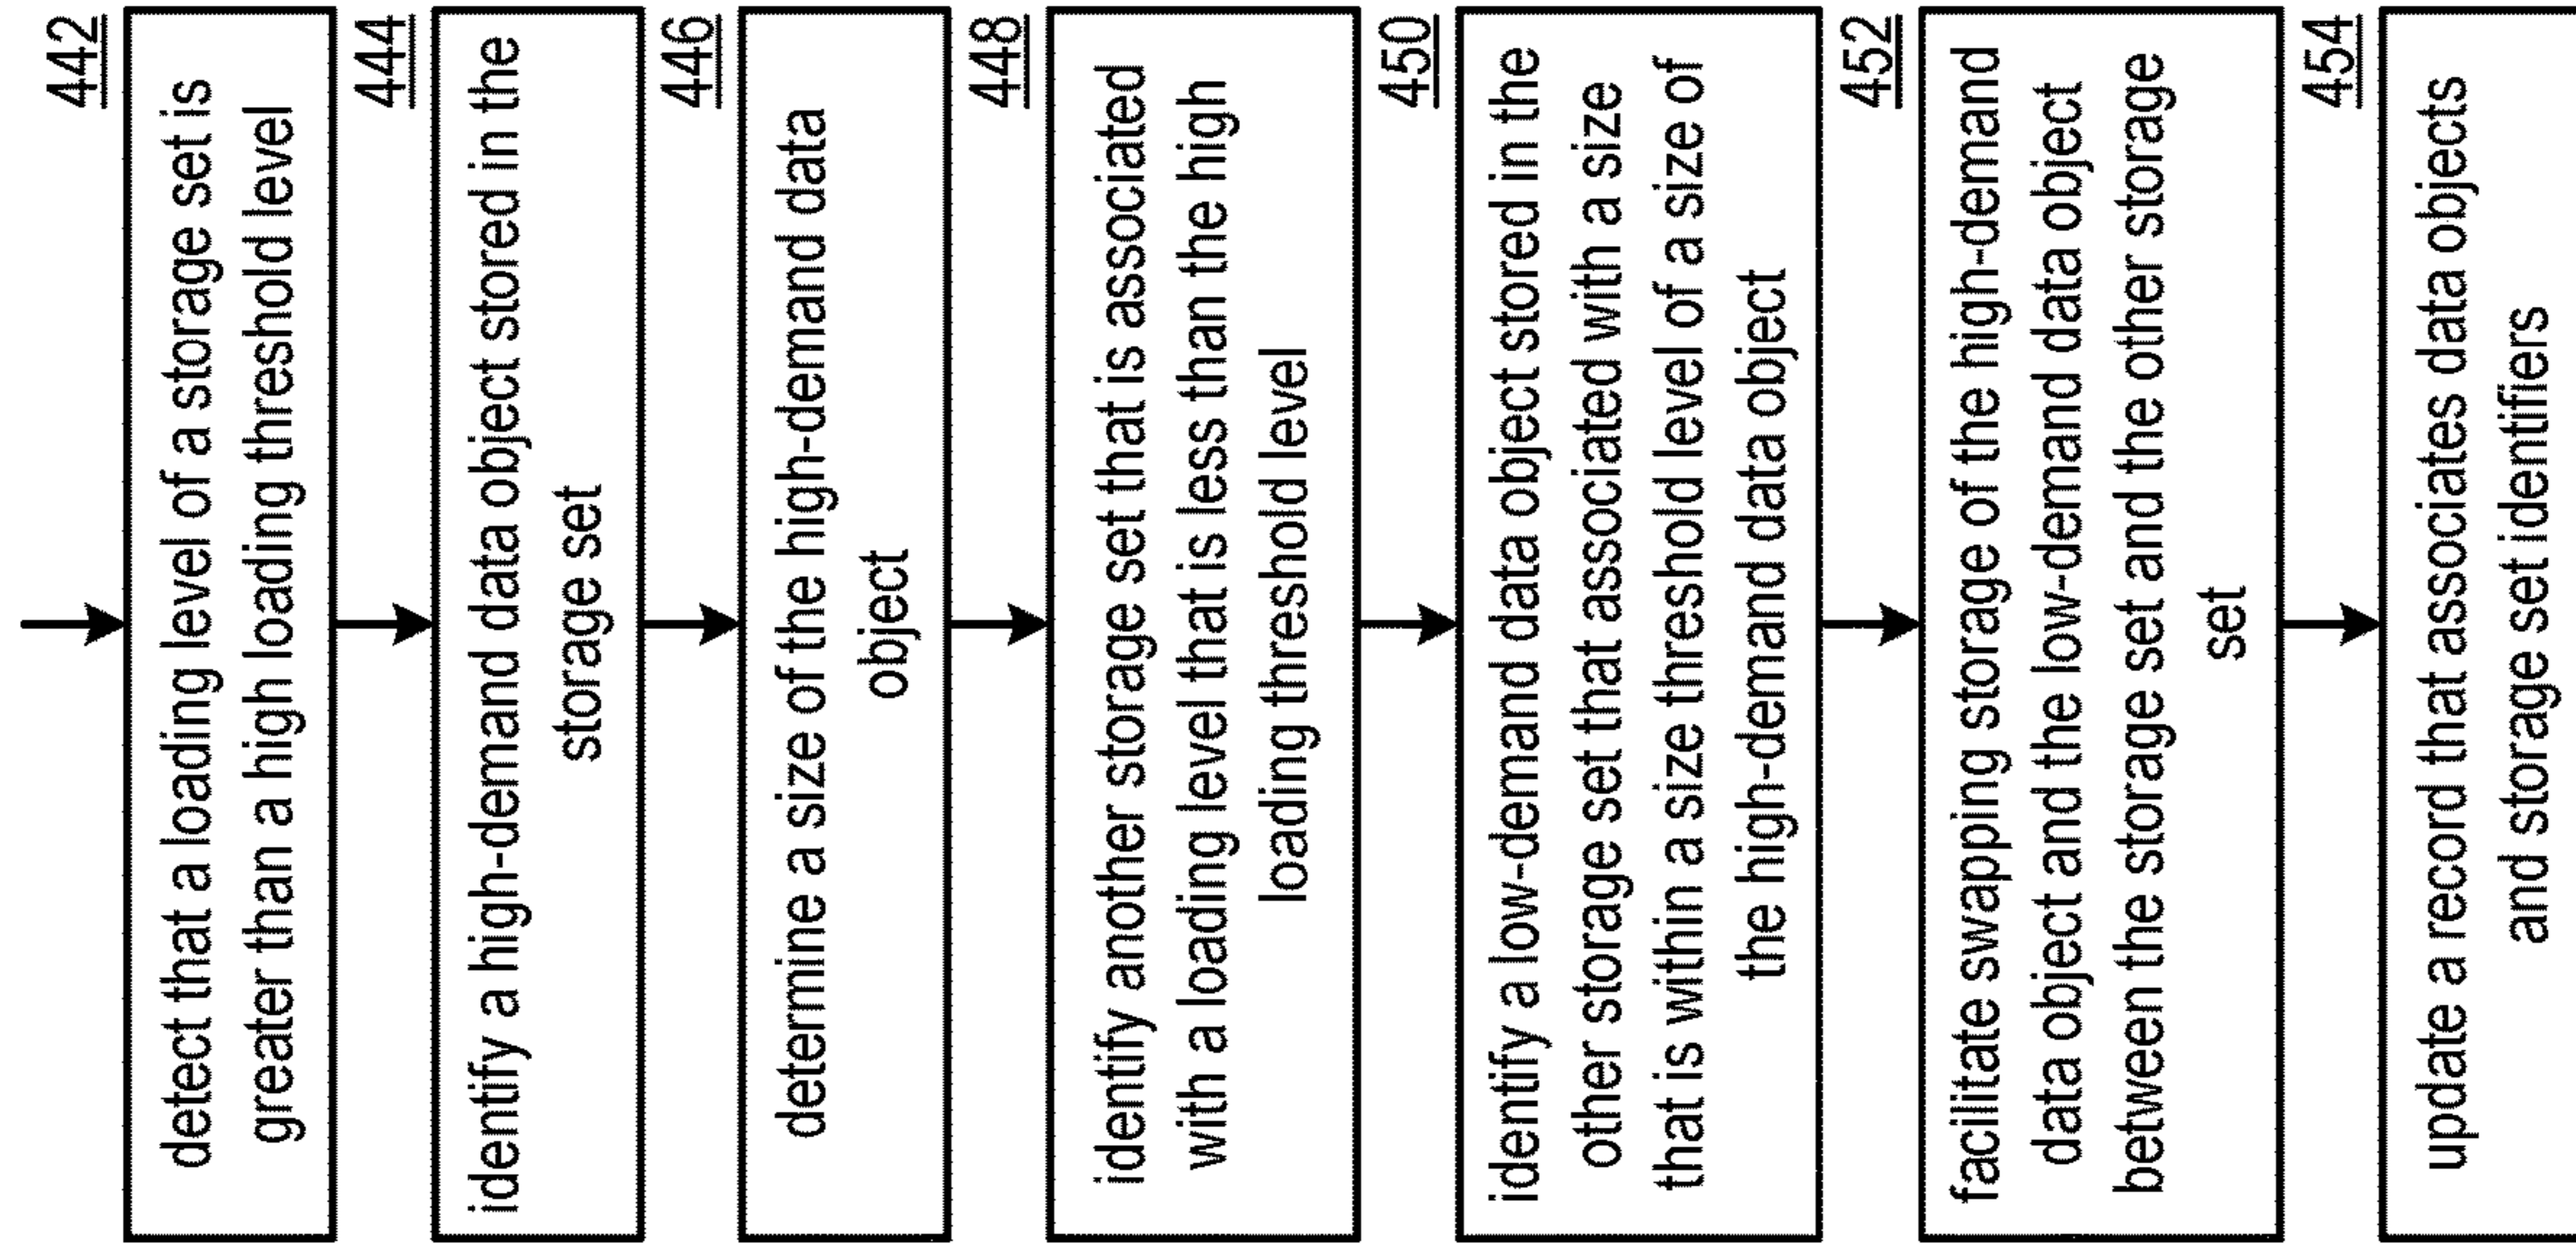 442
detect that a loading level of a storage set is
greater than a high loading threshold level
444
identify a high-demand data object stored in the
storage set
446
determine a size of the high-demand data
object
448
identify another storage set that is associated
with a loading level that is less than the high
loading threshold level
450
identify a low-demand data object stored in the
other storage set that associated with a size
that is within a size threshold level of a size of
the high-demand data object
452
facilitate swapping storage of the high-demand
data object and the low-demand data object
between the storage set and the other storage
set
454
update a record that associates data objects
and storage set identifiers